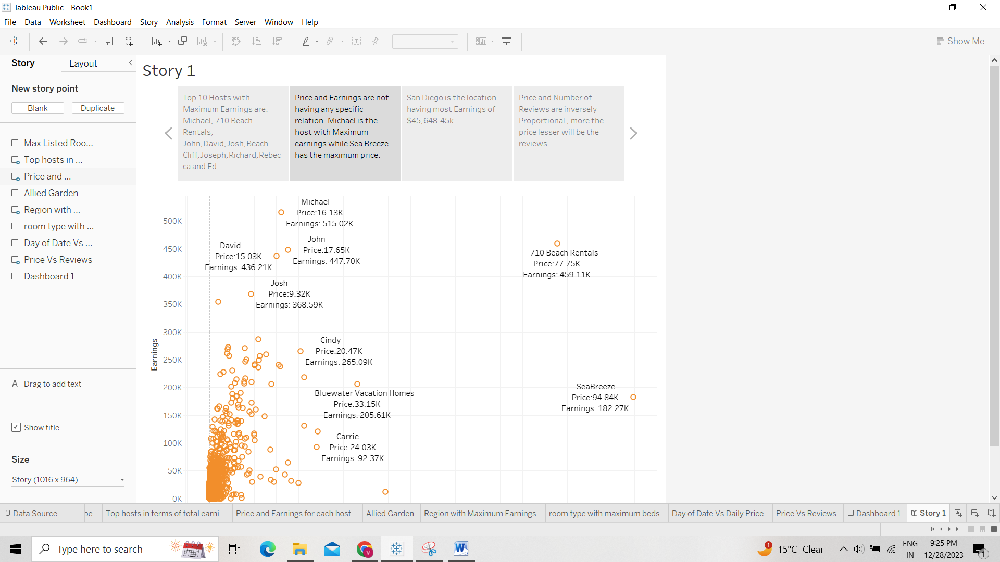 Tableau Public - Book1
File Data Worksheet Dashboard Story Analysis Format Server Window Help
Show Me
Story Layout
New story point
Blank Duplicate
Max Listed Roo...
Top hosts in ...
Price and ...
Allied Garden
Region with ...
room type with ...
Day of Date Vs ...
Price Vs Reviews
Dashboard 1
A Drag to add text
Show title
Size
Story (1016 x 964)
Story 1
Top 10 Hosts with
Maximum Earnings are:
Michael, 710 Beach
Rentals,
John,David,Josh,Beach
Cliff,Joseph,Richard,Rebec
ca and Ed.
Price and Earnings are not
having any specific
relation. Michael is the
host with Maximum
earnings while Sea Breeze
has the maximum price.
San Diego is the location
having most Earnings of
$45,648.45k
Price and Number of
Reviews are inversely
Proportional , more the
price lesser will be the
reviews.
Earnings
500K
450K
400K
350K
300K
250K
200K
150K
100K
50K
0K
Michael
Price:16.13K
Earnings: 515.02K
John
Price:17.65K
Earnings: 447.70K
David
Price:15.03K
Earnings: 436.21K
710 Beach Rentals
Price:77.75K
Earnings: 459.11K
Josh
Price:9.32K
Earnings: 368.59K
Cindy
Price:20.47K
Earnings: 265.09K
Bluewater Vacation Homes
Price:33.15K
Earnings: 205.61K
SeaBreeze
Price:94.84K
Earnings: 182.27K
Carrie
Price:24.03K
Earnings: 92.37K
Data Source pe Top hosts in terms of total earni... Price and Earnings for each host... Allied Garden Region with Maximum Earnings room type with maximum beds Day of Date Vs Daily Price Price Vs Reviews Dashboard 1 Story 1
Type here to search
1
V
W
15°C Clear
ENG
IN
9:25 PM
12/28/2023
1